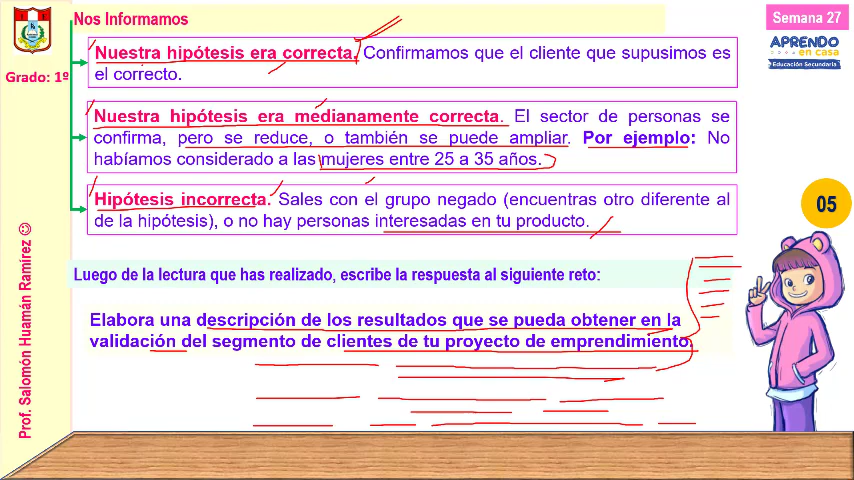 Nos Informamos
Semana 27
APRENDO
en casa
Educación Secundaria
Grado: 1º
Nuestra hipótesis era correcta. Confirmamos que el cliente que supusimos es
el correcto.
Nuestra hipótesis era medianamente correcta. El sector de personas se
confirma, pero se reduce, o también se puede ampliar. Por ejemplo: No
habíamos considerado a las mujeres entre 25 a 35 años.
Hipótesis incorrecta. Sales con el grupo negado (encuentras otro diferente al
de la hipótesis), o no hay personas interesadas en tu producto.
05
Luego de la lectura que has realizado, escribe la respuesta al siguiente reto:
Elabora una descripción de los resultados que se pueda obtener en la
validación del segmento de clientes de tu proyecto de emprendimiento.
Prof. Salomón Huamán Ramírez ☺